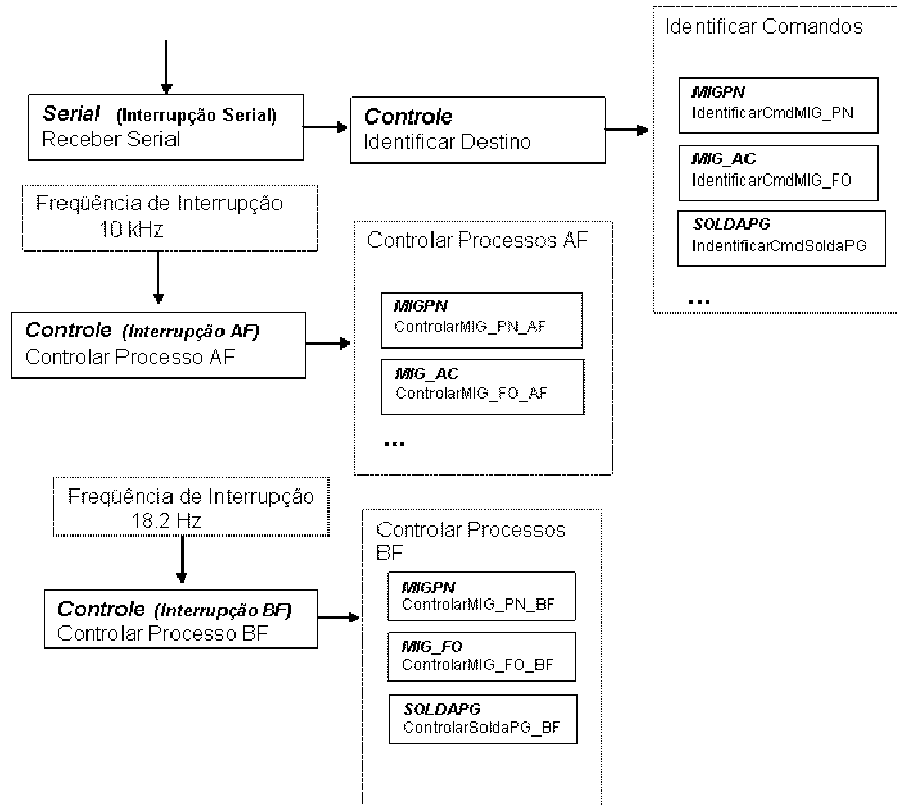 Identificar Comandos
MIGPN
IdentificarCmdMIG_PN
MIG_AC
IdentificarCmdMIG_FO
SOLDAPG
IndentificarCmdSoldaPG
...
Serial (Interrupção Serial)
Receber Serial
Controle
Identificar Destino
Freqüência de Interrupção
10 kHz
Controle (Interrupção AF)
Controlar Processo AF
Controlar Processos AF
MIGPN
ControlarMIG_PN_AF
MIG_AC
ControlarMIG_FO_AF
...
Freqüência de Interrupção
18.2 Hz
Controle (Interrupção BF)
Controlar Processo BF
Controlar Processos
BF
MIGPN
ControlarMIG_PN_BF
MIG_FO
ControlarMIG_FO_BF
SOLDAPG
ControlarSoldaPG_BF